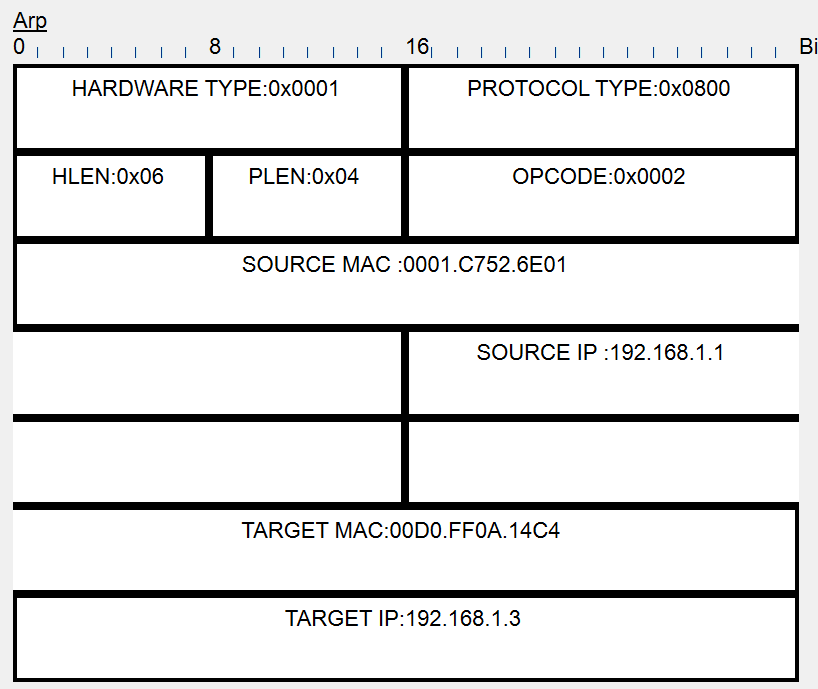 Arp
0 8 16 Bi
HARDWARE TYPE:0x0001 PROTOCOL TYPE:0x0800
HLEN:0x06 PLEN:0x04 OPCODE:0x0002
SOURCE MAC :0001.C752.6E01
SOURCE IP :192.168.1.1
TARGET MAC:00D0.FF0A.14C4
TARGET IP:192.168.1.3